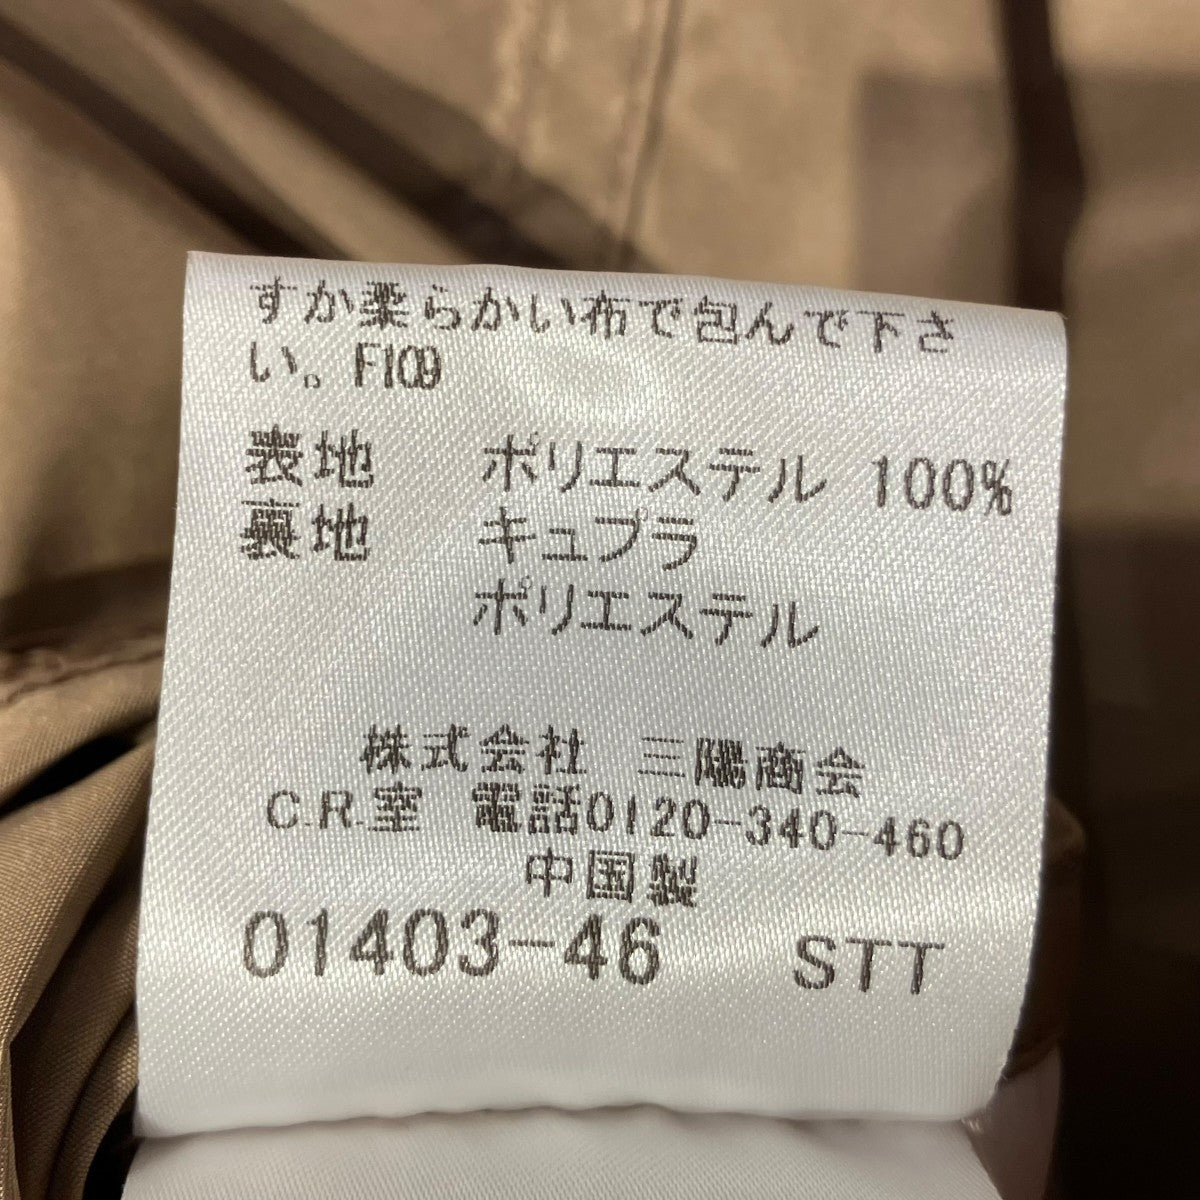 すか柔らかい布で包んで下さ
い。F109
表地 ポリエステル 100%
裏地 キュプラ
ポリエステル
株式会社 三陽商会
C.R.室 電話0120-340-460
中国製
01403-46 STT